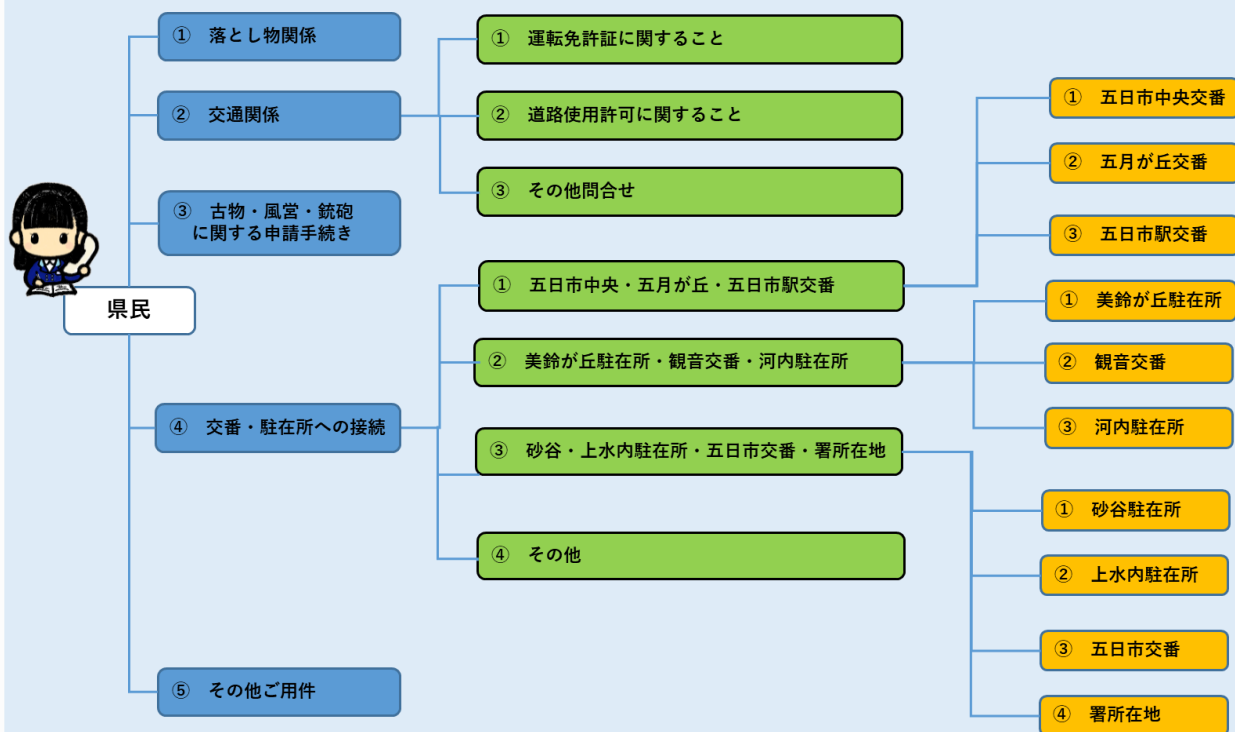 県民
① 落とし物関係
② 交通関係
③ 古物・風営・銃砲
に関する申請手続き
④ 交番・駐在所への接続
⑤ その他ご用件
① 運転免許証に関すること
② 道路使用許可に関すること
③ その他問合せ
① 五日市中央・五月が丘・五日市駅交番
② 美鈴が丘駐在所・観音交番・河内駐在所
③ 砂谷・上水内駐在所・五日市交番・署所在地
④ その他
① 五日市中央交番
② 五月が丘交番
③ 五日市駅交番
① 美鈴が丘駐在所
② 観音交番
③ 河内駐在所
① 砂谷駐在所
② 上水内駐在所
③ 五日市交番
④ 署所在地